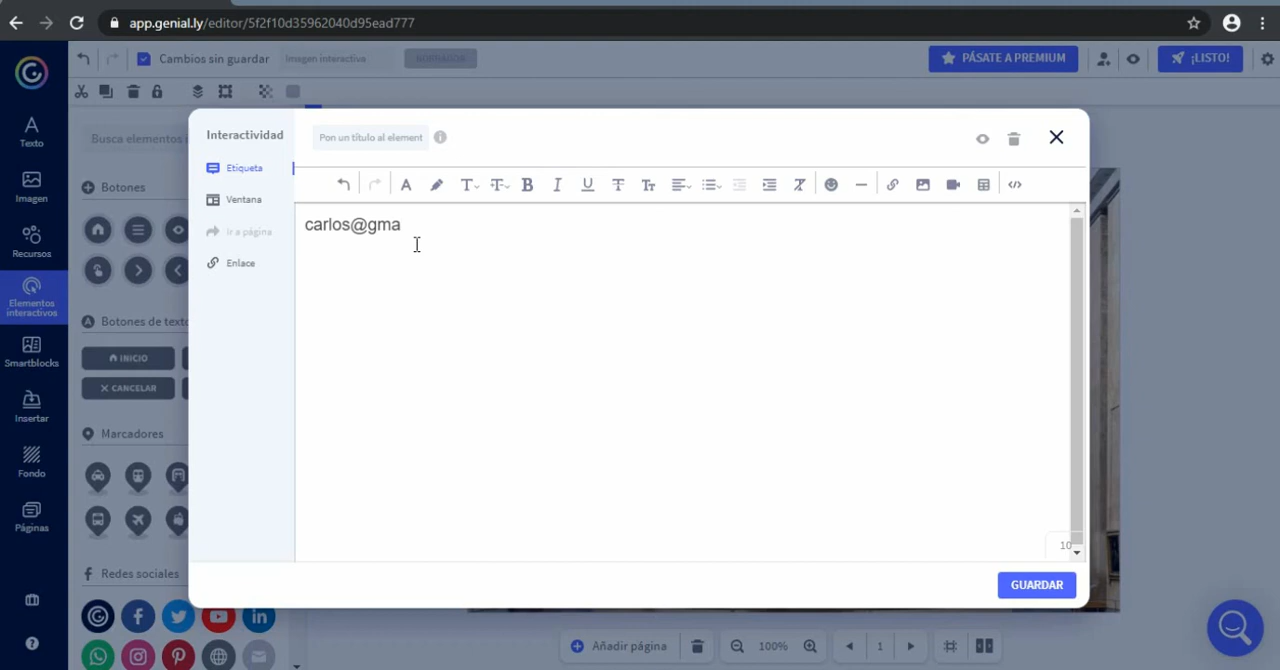 app.genial.ly/editor/5f2f10d35962040d95ead777
Cambios sin guardar
Imagen interactiva
PÁSATE A PREMIUM
¡LISTO!
Texto
Imagen
Recursos
Elementos
interactivos
Smartblocks
Insertar
Fondo
Páginas
Busca elementos
Botones
Botones de texto
INICIO
CANCELAR
Marcadores
Redes sociales
Interactividad
Etiqueta
Ventana
Ir a página
Enlace
Pon un título al element
carlos@gma
10
GUARDAR
Añadir página
100%
1